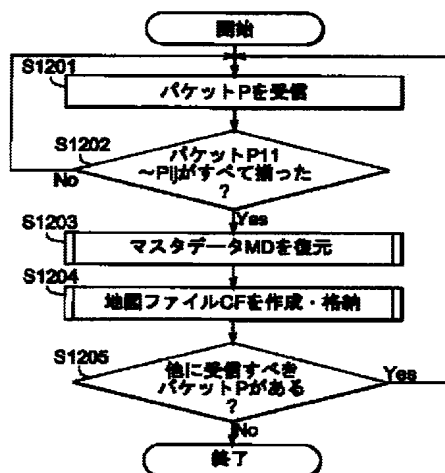 開始
S1201
パケットPを受信
S1202
パケットP11
～Pijがすべて揃った
?
No
Yes
S1203
マスタデータMDを復元
S1204
地図ファイルCFを作成・格納
S1205
他に受信すべき
パケットPがある
?
Yes
No
終了